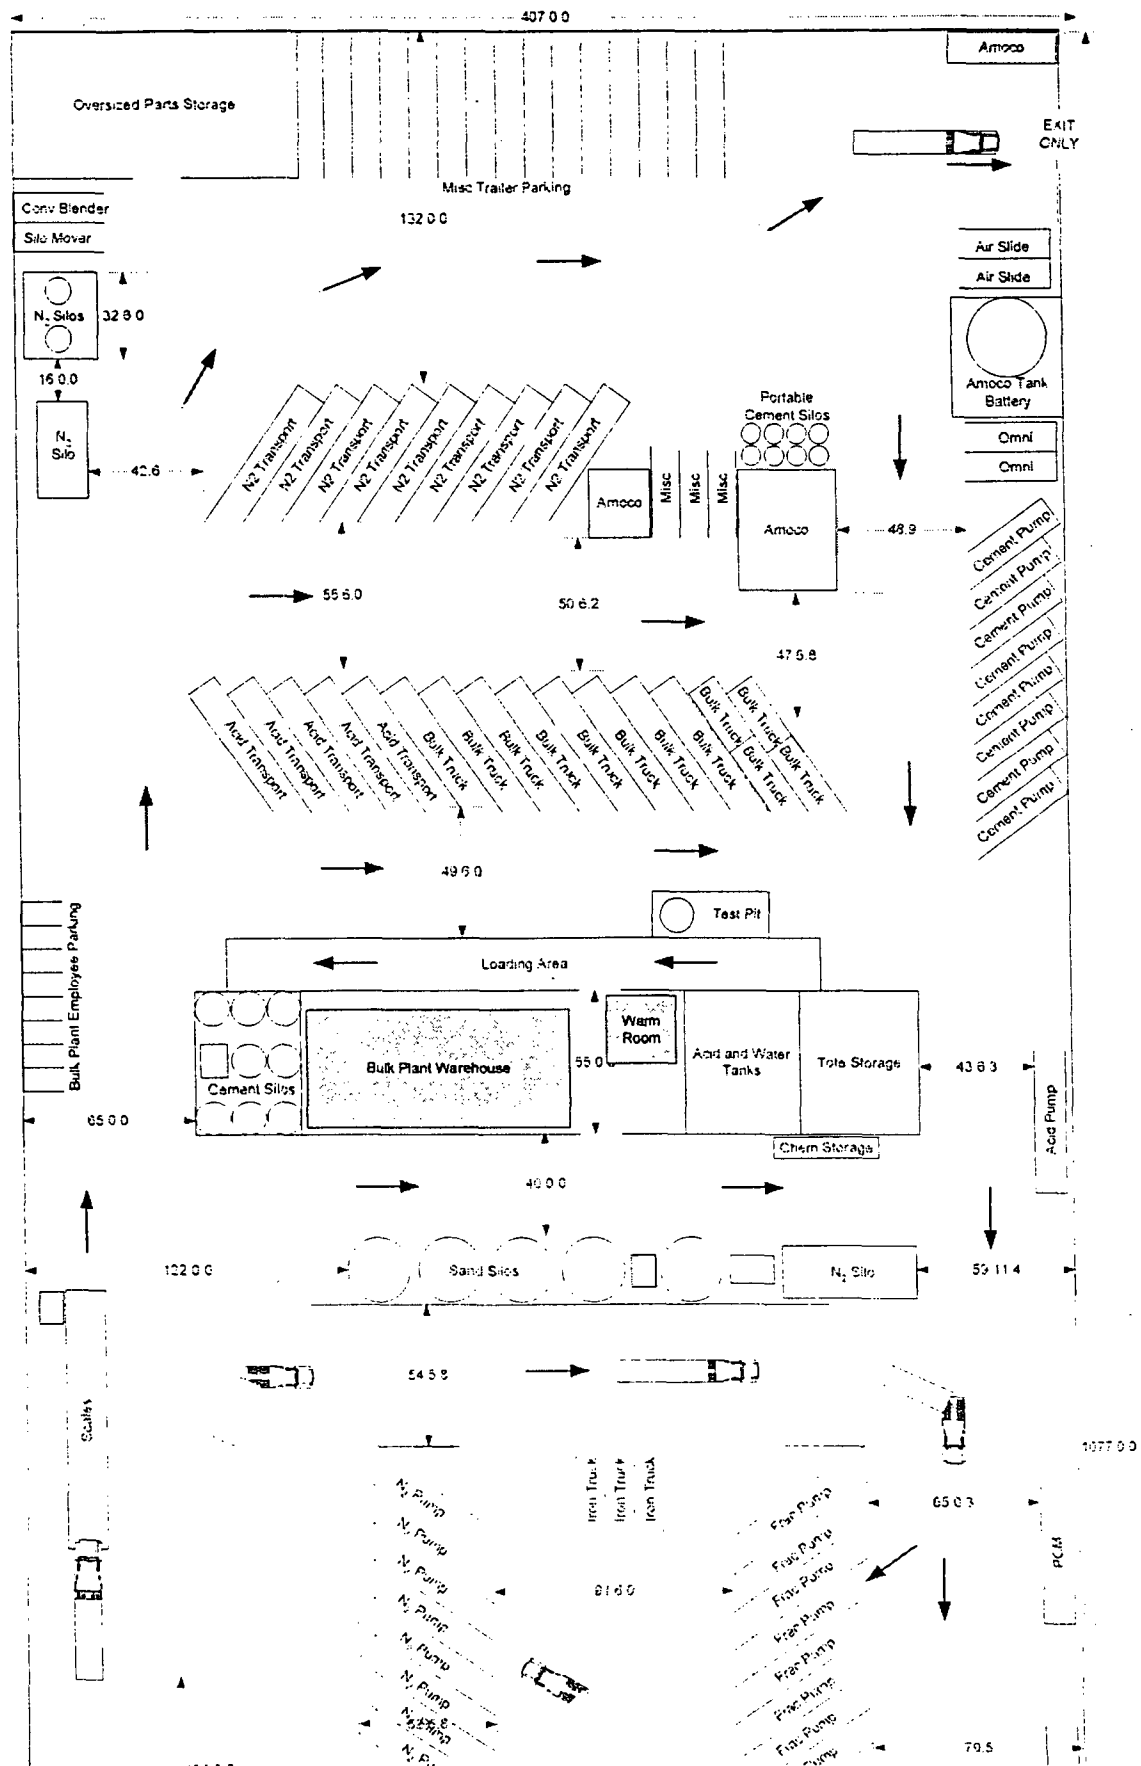 407.0.0
Amoco
Oversized Parts Storage
EXIT
ONLY
Misc Trailer Parking
Conv Blender
132.0.0
Silo Mover
Air Slide
Air Slide
N2 Silos
32.6.0
16.0.0
Amoco Tank
Battery
Portable
Cement Silos
N2
Silo
42.6
N2 Transport
N2 Transport
N2 Transport
N2 Transport
N2 Transport
N2 Transport
N2 Transport
N2 Transport
N2 Transport
Omni
Omni
Amoco
Misc
Misc
Misc
Amoco
48.9
Cement Pump
Cement Pump
Cement Pump
Cement Pump
Cement Pump
Cement Pump
Cement Pump
Cement Pump
55.6.0
50.6.2
47.5.8
Acid Transport
Acid Transport
Acid Transport
Acid Transport
Acid Transport
Bulk Truck
Bulk Truck
Bulk Truck
Bulk Truck
Bulk Truck
Bulk Truck
Bulk Truck
Bulk Truck
Bulk Truck
Bulk Truck
Bulk Truck
49.6.0
Test Pit
Bulk Plant Employee Parking
Loading Area
Warm
Room
Bulk Plant Warehouse
55.0
Acid and Water
Tanks
Tote Storage
43.6.3
Cement Silos
65.0.0
Acid Pump
Chem Storage
40.0.0
122.0.0
Sand Silos
N2 Silo
59.11.4
Scales
54.5.8
1077.0.0
N2 Pump
N2 Pump
N2 Pump
N2 Pump
N2 Pump
N2 Pump
Iron Truck
Iron Truck
Iron Truck
Frac Pump
Frac Pump
Frac Pump
Frac Pump
Frac Pump
Frac Pump
Frac Pump
Pump
65.0.3
PCM
91.6.0
79.5